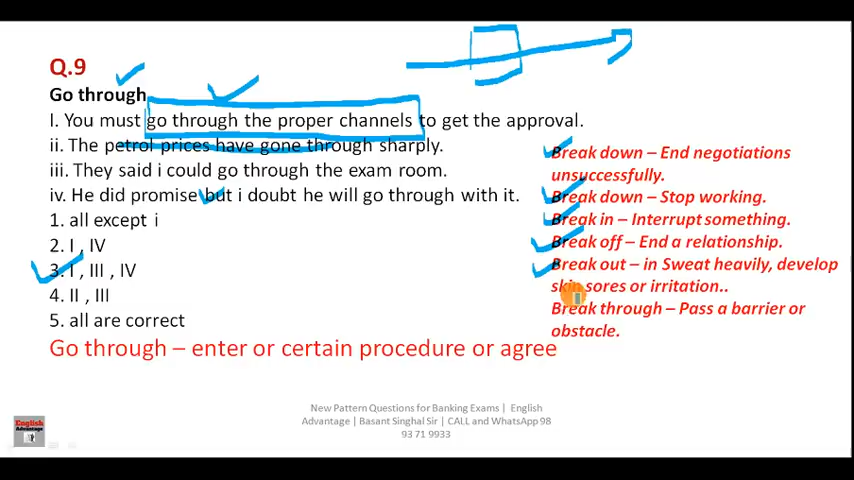 Q.9
Go through
I. You must go through the proper channels to get the approval.
ii. The petrol prices have gone through sharply.
iii. They said i could go through the exam room.
iv. He did promise but i doubt he will go through with it.
1. all except i
2. I , IV
3. I , III , IV
4. II , III
5. all are correct
Go through – enter or certain procedure or agree
Break down – End negotiations
unsuccessfully.
Break down – Stop working.
Break in – Interrupt something.
Break off – End a relationship.
Break out – in Sweat heavily, develop
skin sores or irritation..
Break through – Pass a barrier or
obstacle.
New Pattern Questions for Banking Exams | English
Advantage | Basant Singhal Sir | CALL and WhatsApp 98
93 71 9933
English
Advantage